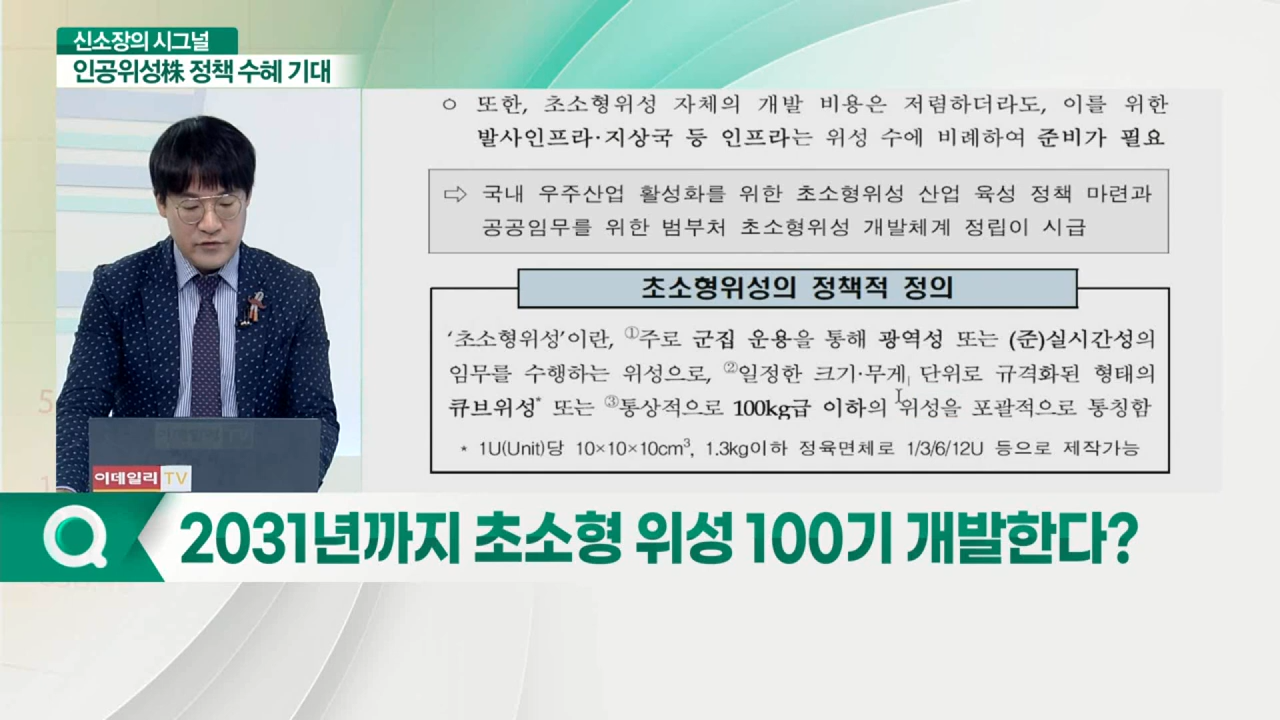 신소장의 시그널
인공위성株 정책 수혜 기대
○ 또한, 초소형위성 자체의 개발 비용은 저렴하더라도, 이를 위한
발사인프라·지상국 등 인프라는 위성 수에 비례하여 준비가 필요
⇨ 국내 우주산업 활성화를 위한 초소형위성 산업 육성 정책 마련과
공공임무를 위한 범부처 초소형위성 개발체계 정립이 시급
초소형위성의 정책적 정의
‘초소형위성’이란, ①주로 군집 운용을 통해 광역성 또는 (준)실시간성의
임무를 수행하는 위성으로, ②일정한 크기·무게 단위로 규격화된 형태의
큐브위성* 또는 ③통상적으로 100kg급 이하의 위성을 포괄적으로 통칭함
* 1U(Unit)당 10×10×10cm³, 1.3kg이하 정육면체로 1/3/6/12U 등으로 제작가능
이데일리 TV
2031년까지 초소형 위성 100기 개발한다?